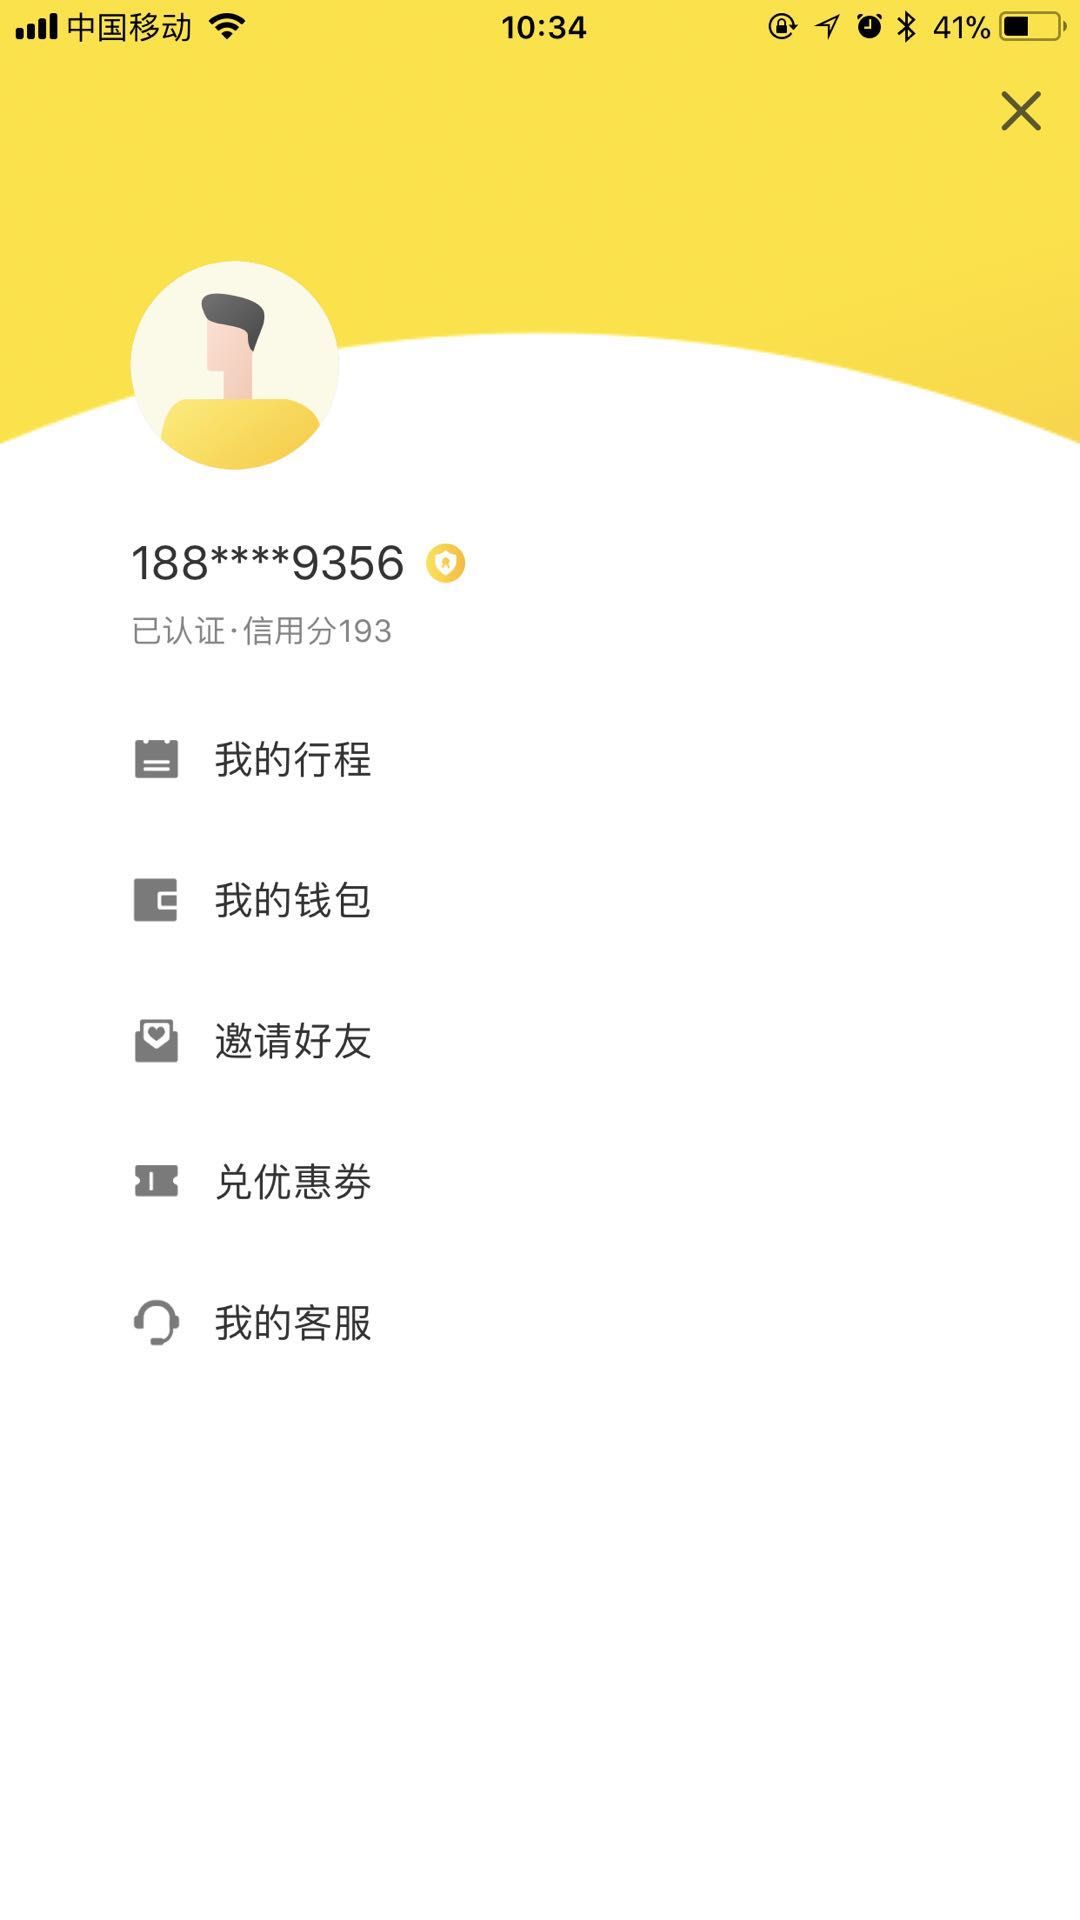 中国移动 10:34 41%
188****9356
已认证·信用分193
我的行程
我的钱包
邀请好友
兑优惠券
我的客服